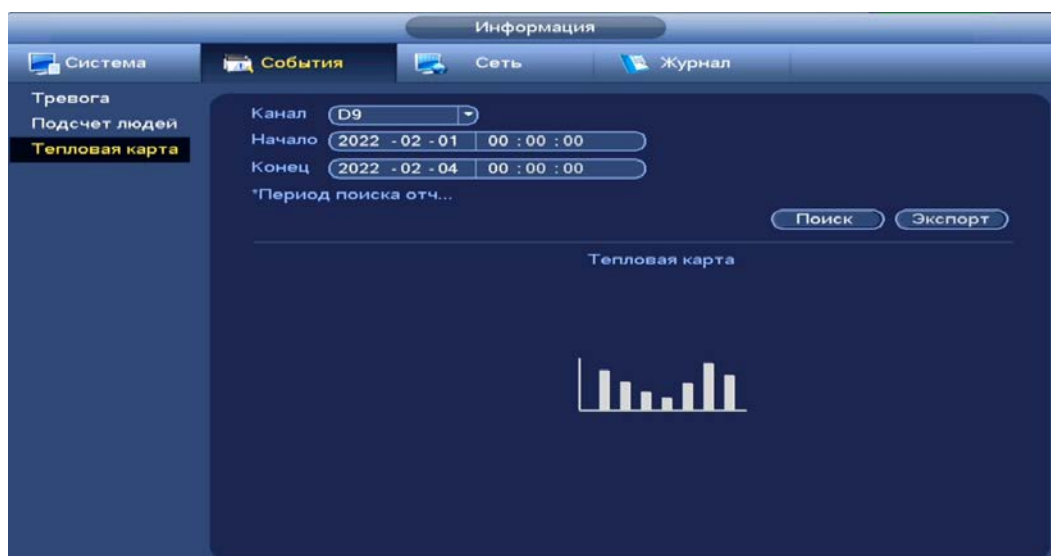 Информация
Система События Сеть Журнал
Тревога
Подсчет людей
Тепловая карта
Канал D9
Начало 2022 - 02 - 01 00 : 00 : 00
Конец 2022 - 02 - 04 00 : 00 : 00
*Период поиска отч...
Поиск Экспорт
Тепловая карта